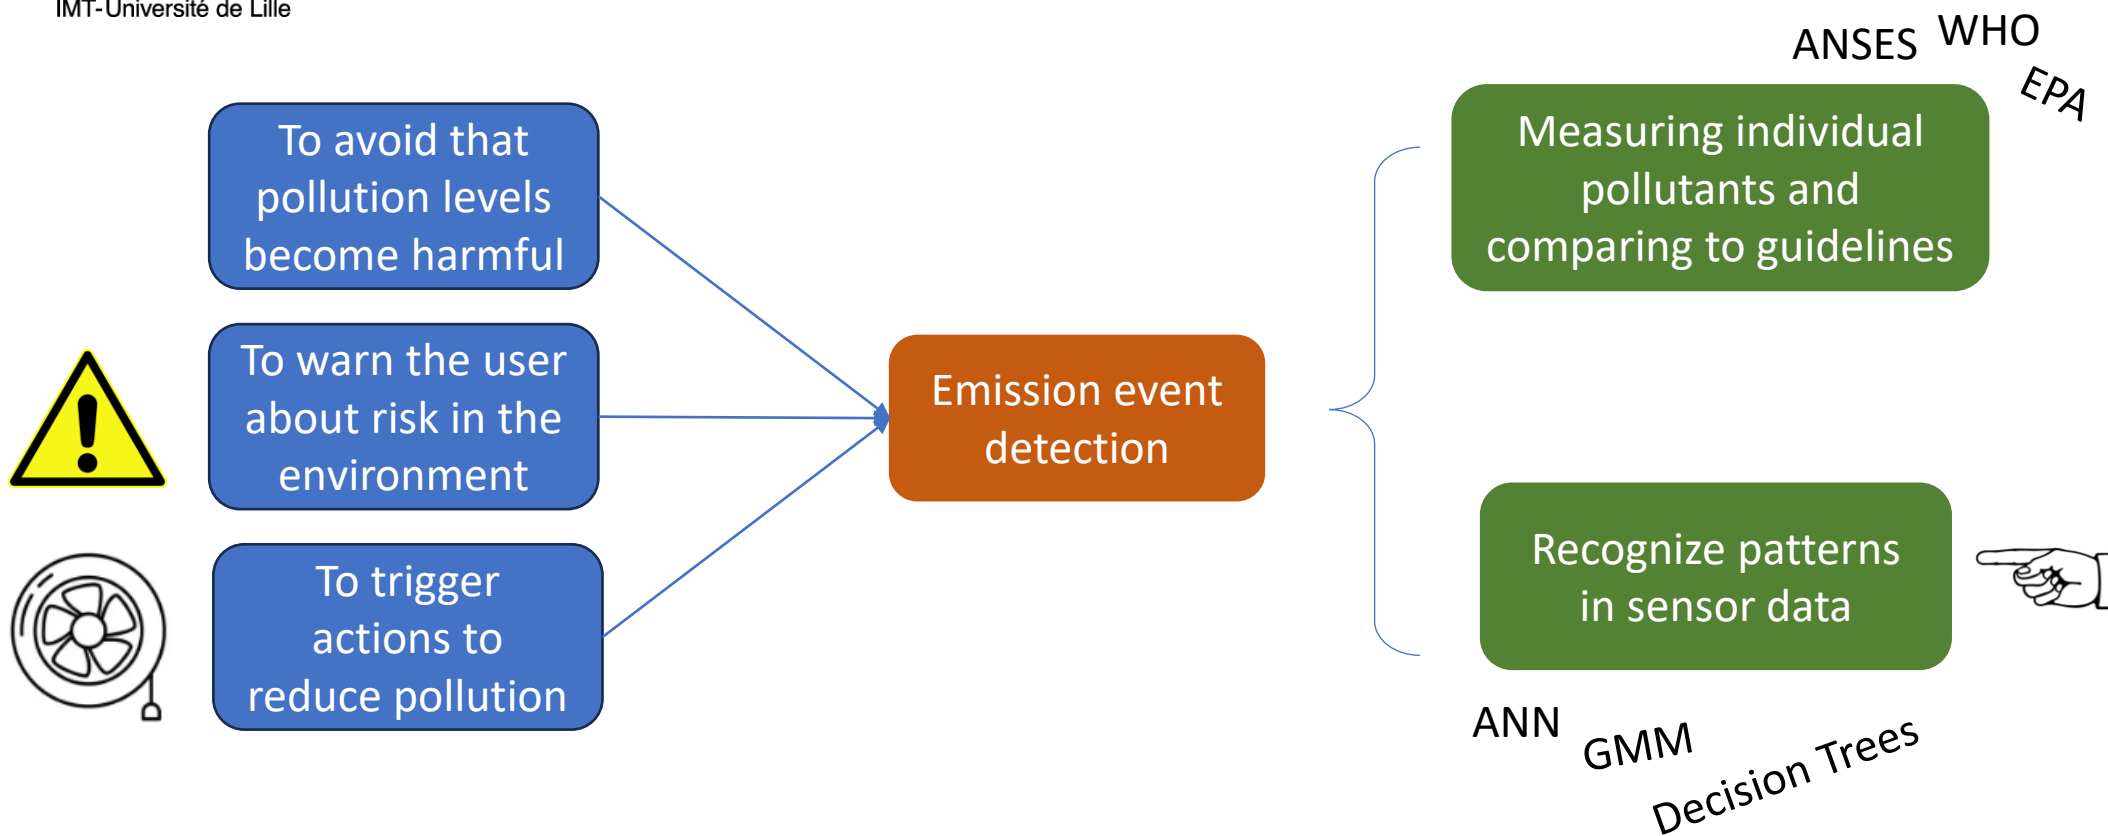 IMT-Université de Lille
To avoid that
pollution levels
become harmful
To warn the user
about risk in the
environment
To trigger
actions to
reduce pollution
Emission event
detection
ANSES
WHO
EPA
Measuring individual
pollutants and
comparing to guidelines
Recognize patterns
in sensor data
ANN
GMM
Decision Trees